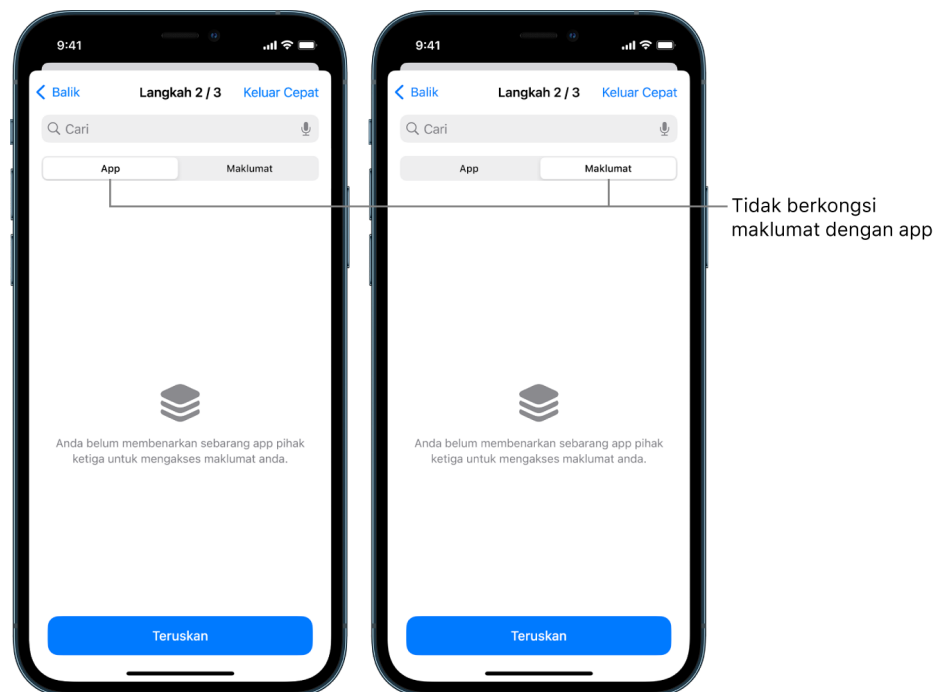 9:41
Balik
Langkah 2 / 3
Keluar Cepat
Cari
App
Maklumat
Anda belum membenarkan sebarang app pihak
ketiga untuk mengakses maklumat anda.
Teruskan
9:41
Balik
Langkah 2 / 3
Keluar Cepat
Cari
App
Maklumat
Anda belum membenarkan sebarang app pihak
ketiga untuk mengakses maklumat anda.
Teruskan
Tidak berkongsi
maklumat dengan app